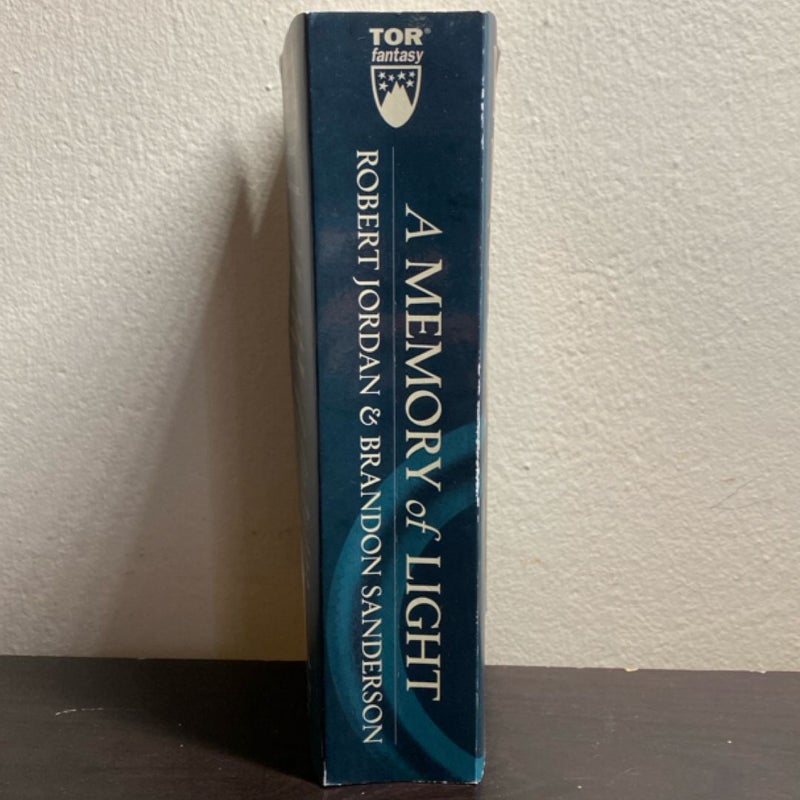 TOR®
fantasy
A MEMORY of LIGHT
ROBERT JORDAN & BRANDON SANDERSON